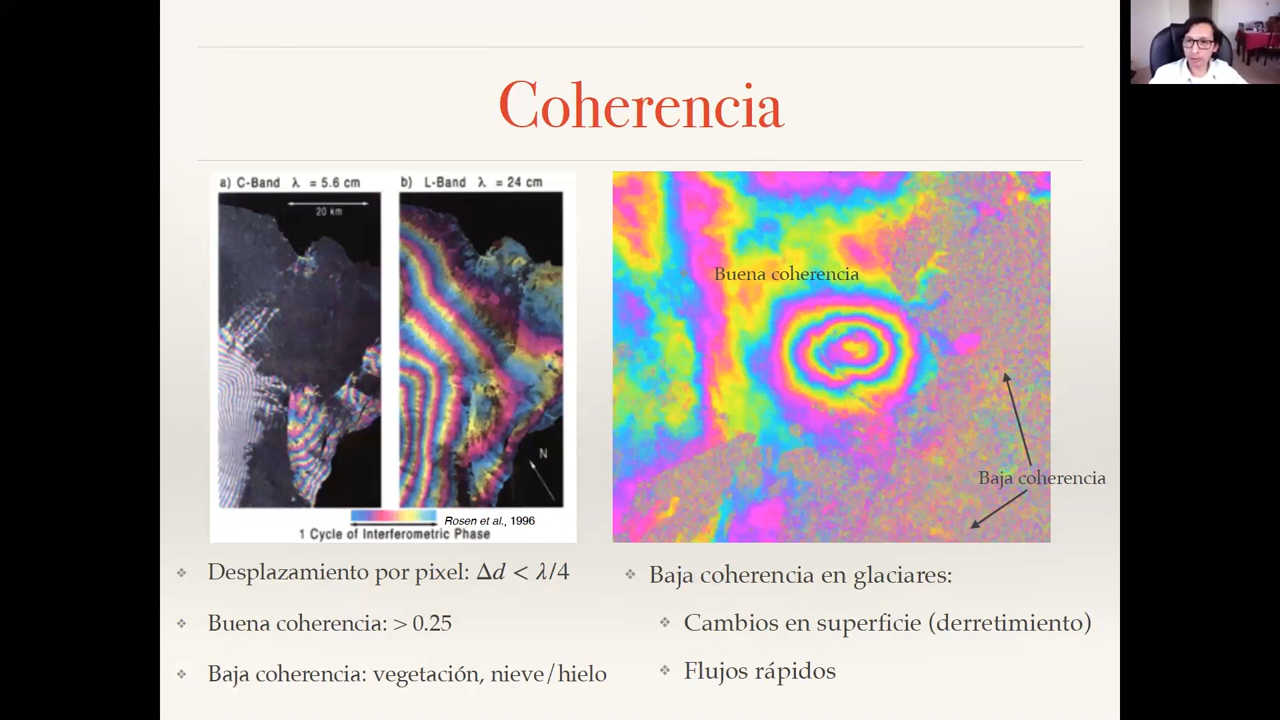 Coherencia
a) C-Band λ = 5.6 cm
b) L-Band λ = 24 cm
20 km
N
Rosen et al., 1996
1 Cycle of Interferometric Phase
Buena coherencia
Baja coherencia
❖ Desplazamiento por pixel: Δd < λ/4
❖ Buena coherencia: > 0.25
❖ Baja coherencia: vegetación, nieve/hielo
❖ Baja coherencia en glaciares:
❖ Cambios en superficie (derretimiento)
❖ Flujos rápidos